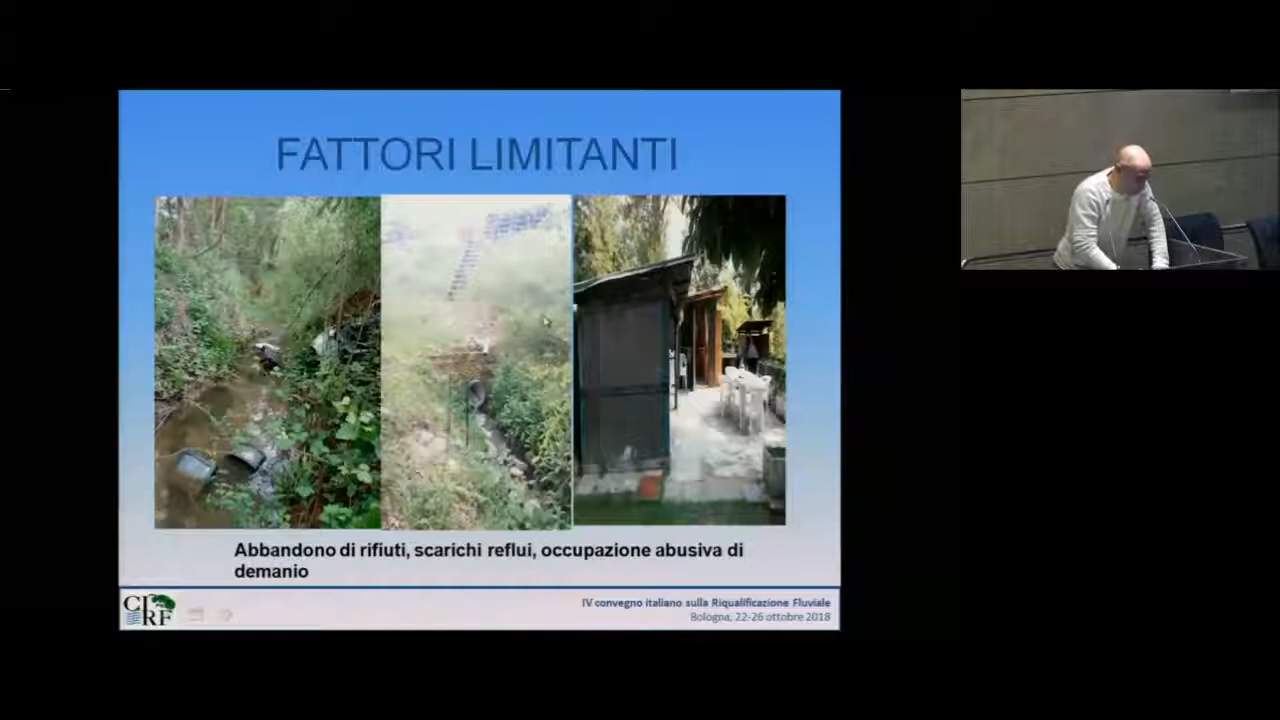 FATTORI LIMITANTI
Abbandono di rifiuti, scarichi reflui, occupazione abusiva di
demanio
CIRF
IV convegno italiano sulla Riqualificazione Fluviale
Bologna, 22-26 ottobre 2018